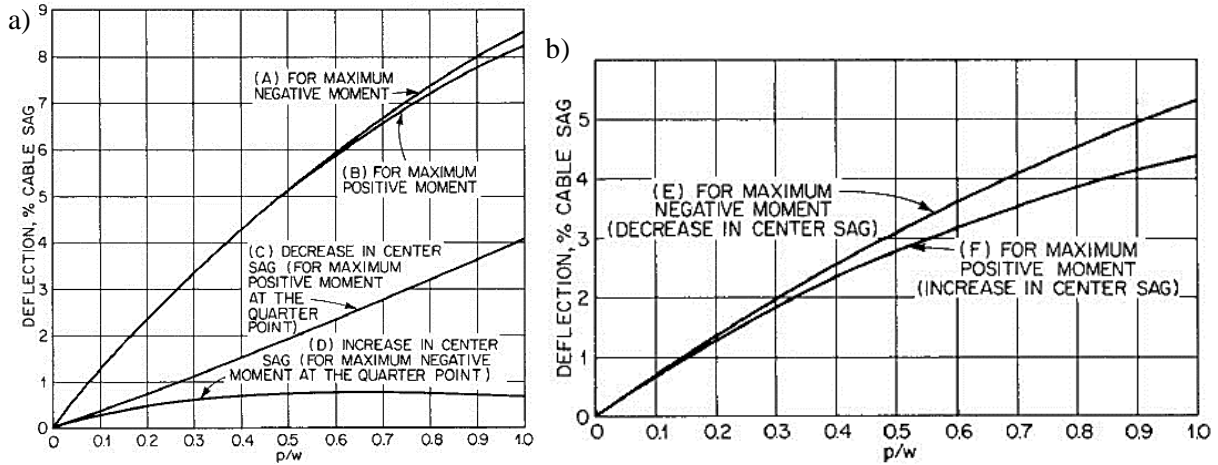 a)
9
8
7
6
5
4
3
2
1
0
DEFLECTION, % CABLE SAG
(A) FOR MAXIMUM
NEGATIVE MOMENT
(B) FOR MAXIMUM
POSITIVE MOMENT
(C) DECREASE IN CENTER
SAG (FOR MAXIMUM
POSITIVE MOMENT
AT THE
QUARTER
POINT)
(D) INCREASE IN CENTER
SAG (FOR MAXIMUM NEGATIVE
MOMENT AT THE QUARTER POINT)
0 0.1 0.2 0.3 0.4 0.5 0.6 0.7 0.8 0.9 1.0
p/w
b)
5
4
3
2
1
0
DEFLECTION, % CABLE SAG
(E) FOR MAXIMUM
NEGATIVE MOMENT
(DECREASE IN CENTER SAG)
(F) FOR MAXIMUM
POSITIVE MOMENT
(INCREASE IN CENTER SAG)
0 0.1 0.2 0.3 0.4 0.5 0.6 0.7 0.8 0.9 1.0
p/w